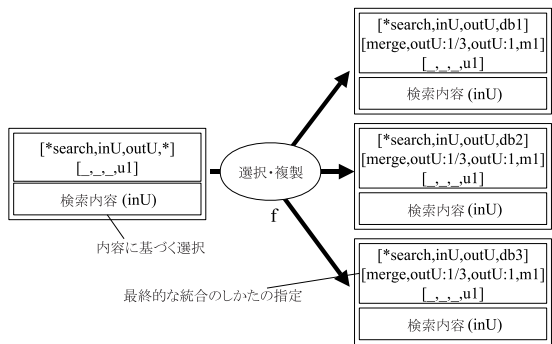 [*search,inU,outU,*]
[_,_,_,u1]
検索内容 (inU)
内容に基づく選択
選択・複製
f
[*search,inU,outU,db1]
[merge,outU:1/3,outU:1,m1]
[_,_,_,u1]
検索内容 (inU)
[*search,inU,outU,db2]
[merge,outU:1/3,outU:1,m1]
[_,_,_,u1]
検索内容 (inU)
[*search,inU,outU,db3]
[merge,outU:1/3,outU:1,m1]
[_,_,_,u1]
検索内容 (inU)
最終的な統合のしかたの指定